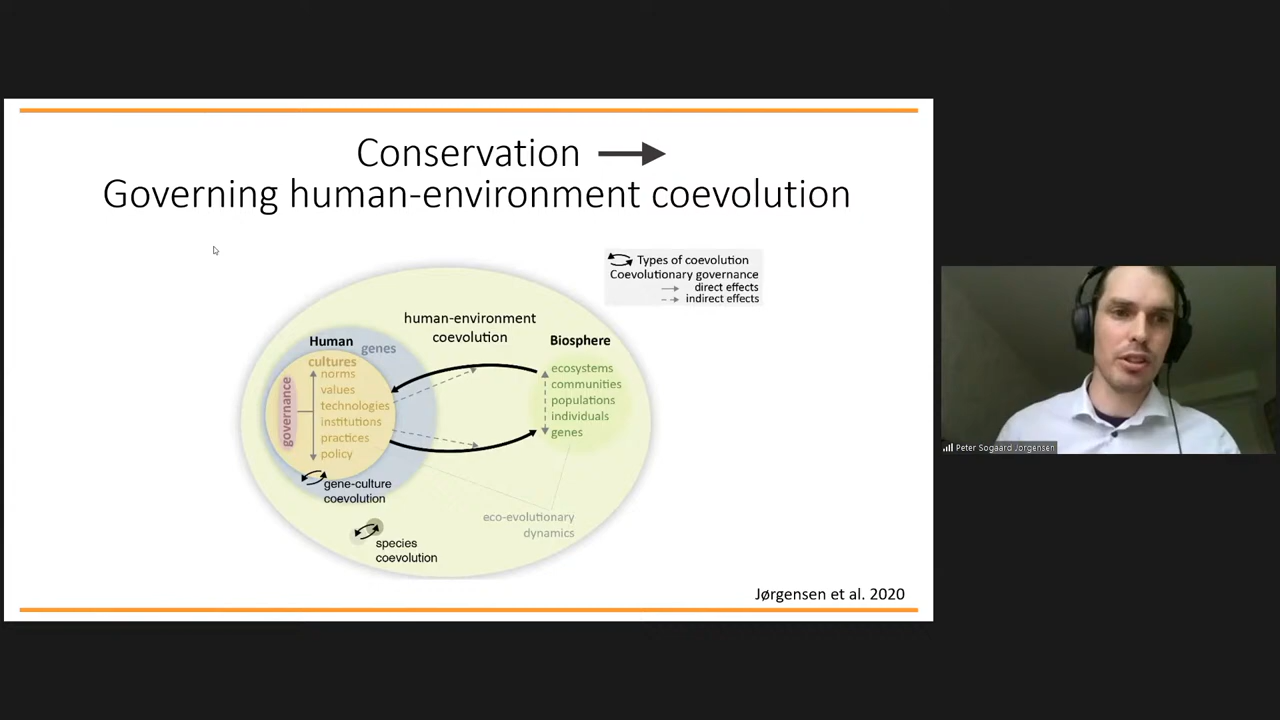 Conservation
Governing human-environment coevolution
Types of coevolution
Coevolutionary governance
direct effects
indirect effects
human-environment
coevolution
Human
genes
cultures
norms
values
technologies
institutions
practices
policy
governance
gene-culture
coevolution
species
coevolution
Biosphere
ecosystems
communities
populations
individuals
genes
eco-evolutionary
dynamics
Jørgensen et al. 2020
Peter Sogaard Jorgensen